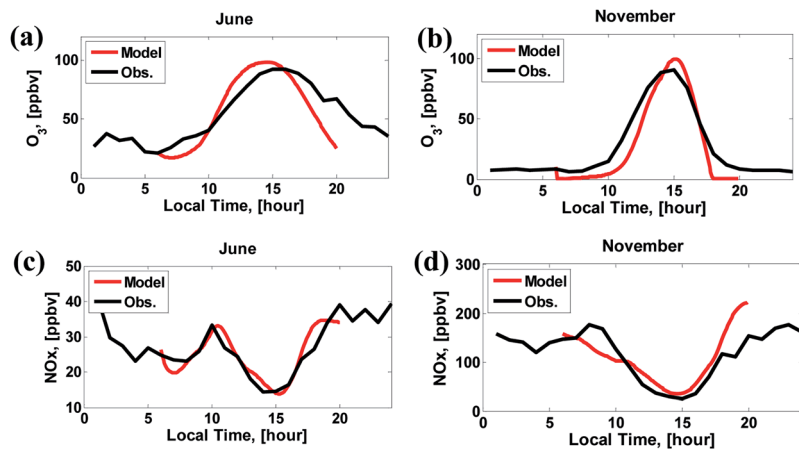 (a)
June
O3, [ppbv]
100
50
0
0
5
10
15
20
Local Time, [hour]
Model
Obs.
(b)
November
O3, [ppbv]
100
50
0
0
5
10
15
20
Local Time, [hour]
Model
Obs.
(c)
June
NOx, [ppbv]
50
40
30
20
10
0
5
10
15
20
Local Time, [hour]
Model
Obs.
(d)
November
NOx, [ppbv]
300
200
100
0
0
5
10
15
20
Local Time, [hour]
Model
Obs.